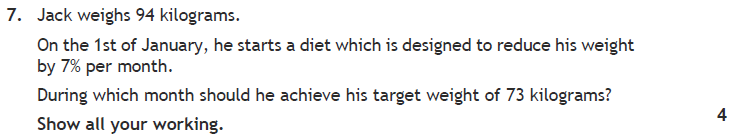 7. Jack weighs 94 kilograms.
On the 1st of January, he starts a diet which is designed to reduce his weight
by 7% per month.
During which month should he achieve his target weight of 73 kilograms?
Show all your working.
4